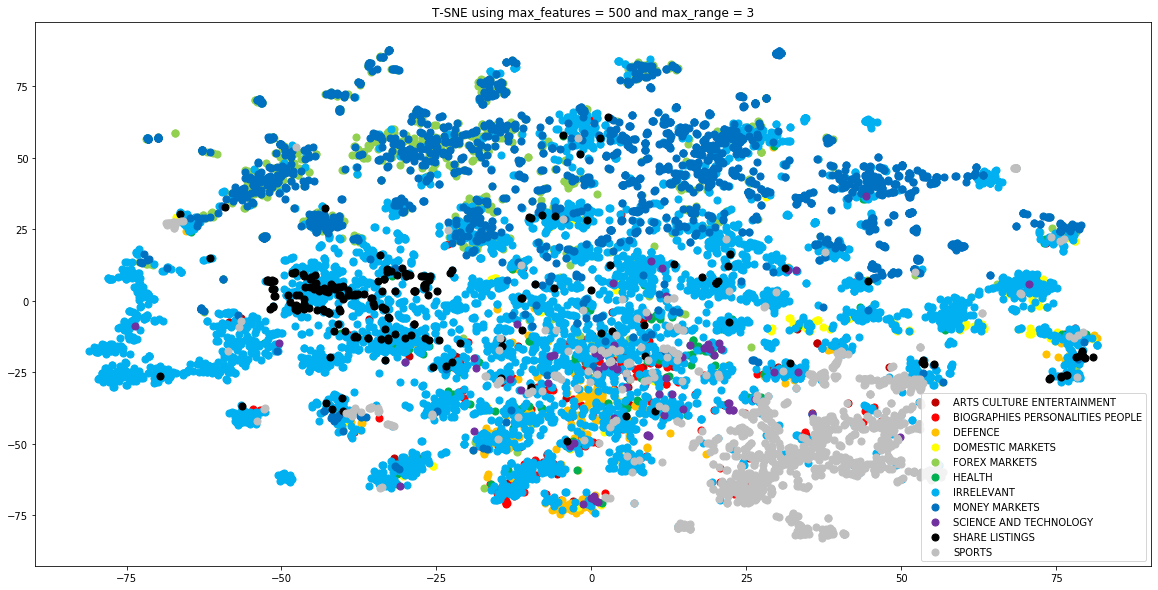 T-SNE using max_features = 500 and max_range = 3
75
50
25
0
−25
−50
−75
−75
−50
−25
0
25
50
75
ARTS CULTURE ENTERTAINMENT
BIOGRAPHIES PERSONALITIES PEOPLE
DEFENCE
DOMESTIC MARKETS
FOREX MARKETS
HEALTH
IRRELEVANT
MONEY MARKETS
SCIENCE AND TECHNOLOGY
SHARE LISTINGS
SPORTS